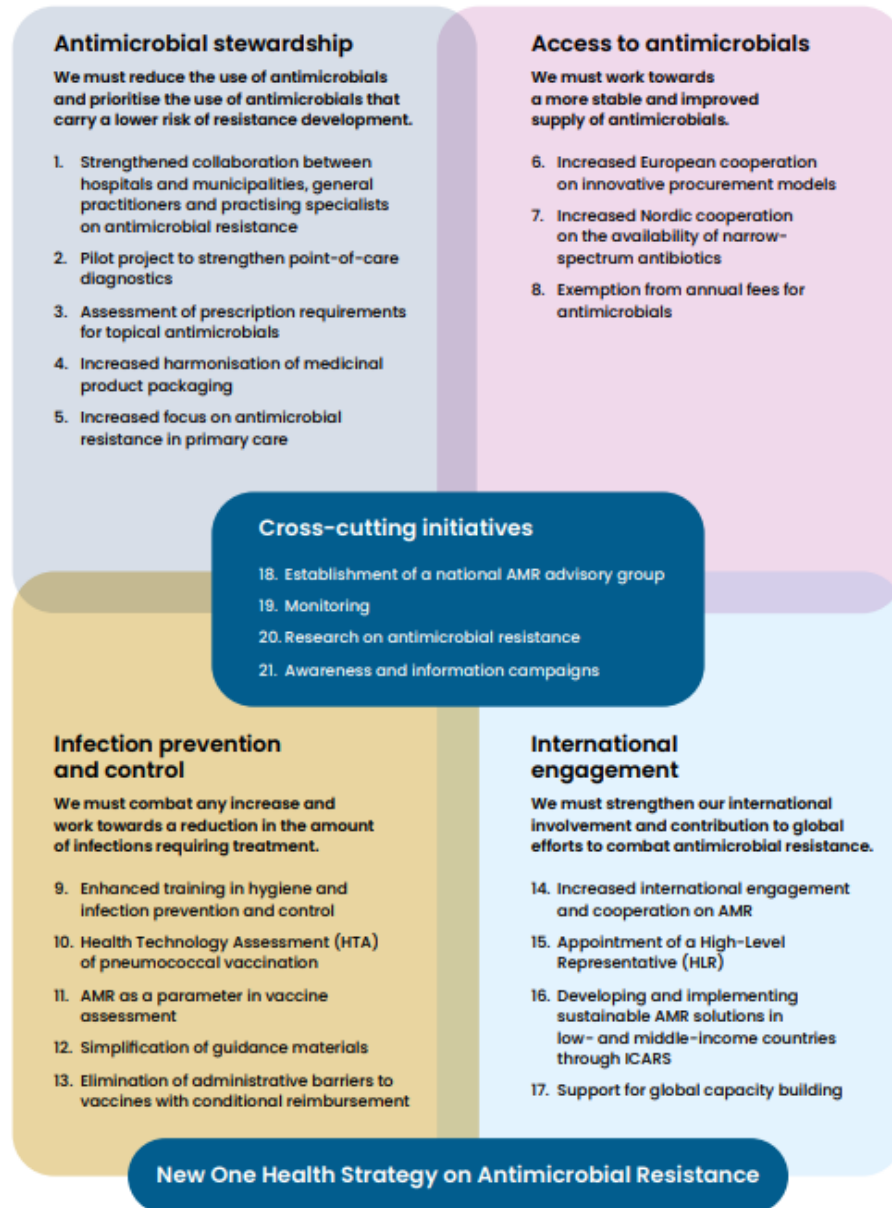 Antimicrobial stewardship
We must reduce the use of antimicrobials
and prioritise the use of antimicrobials that
carry a lower risk of resistance development.
1. Strengthened collaboration between
hospitals and municipalities, general
practitioners and practising specialists
on antimicrobial resistance
2. Pilot project to strengthen point-of-care
diagnostics
3. Assessment of prescription requirements
for topical antimicrobials
4. Increased harmonisation of medicinal
product packaging
5. Increased focus on antimicrobial
resistance in primary care
Access to antimicrobials
We must work towards
a more stable and improved
supply of antimicrobials.
6. Increased European cooperation
on innovative procurement models
7. Increased Nordic cooperation
on the availability of narrow-
spectrum antibiotics
8. Exemption from annual fees for
antimicrobials
Cross-cutting initiatives
18. Establishment of a national AMR advisory group
19. Monitoring
20. Research on antimicrobial resistance
21. Awareness and information campaigns
Infection prevention
and control
We must combat any increase and
work towards a reduction in the amount
of infections requiring treatment.
9. Enhanced training in hygiene and
infection prevention and control
10. Health Technology Assessment (HTA)
of pneumococcal vaccination
11. AMR as a parameter in vaccine
assessment
12. Simplification of guidance materials
13. Elimination of administrative barriers to
vaccines with conditional reimbursement
International
engagement
We must strengthen our international
involvement and contribution to global
efforts to combat antimicrobial resistance.
14. Increased international engagement
and cooperation on AMR
15. Appointment of a High-Level
Representative (HLR)
16. Developing and implementing
sustainable AMR solutions in
low- and middle-income countries
through ICARS
17. Support for global capacity building
New One Health Strategy on Antimicrobial Resistance